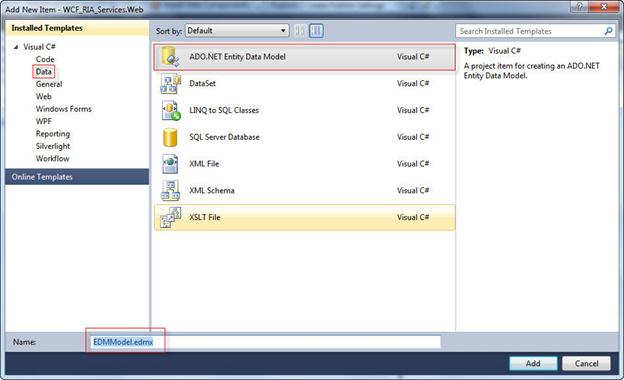 Add New Item - WCF_RIA_Services.Web
Installed Templates
Visual C#
Code
Data
General
Web
Windows Forms
WPF
Reporting
Silverlight
Workflow
Online Templates
Sort by: Default
ADO.NET Entity Data Model Visual C#
DataSet Visual C#
LINQ to SQL Classes Visual C#
SQL Server Database Visual C#
XML File Visual C#
XML Schema Visual C#
XSLT File Visual C#
Search Installed Templates
Type: Visual C#
A project item for creating an ADO.NET
Entity Data Model.
Name: EDMModel.edmx
Add Cancel